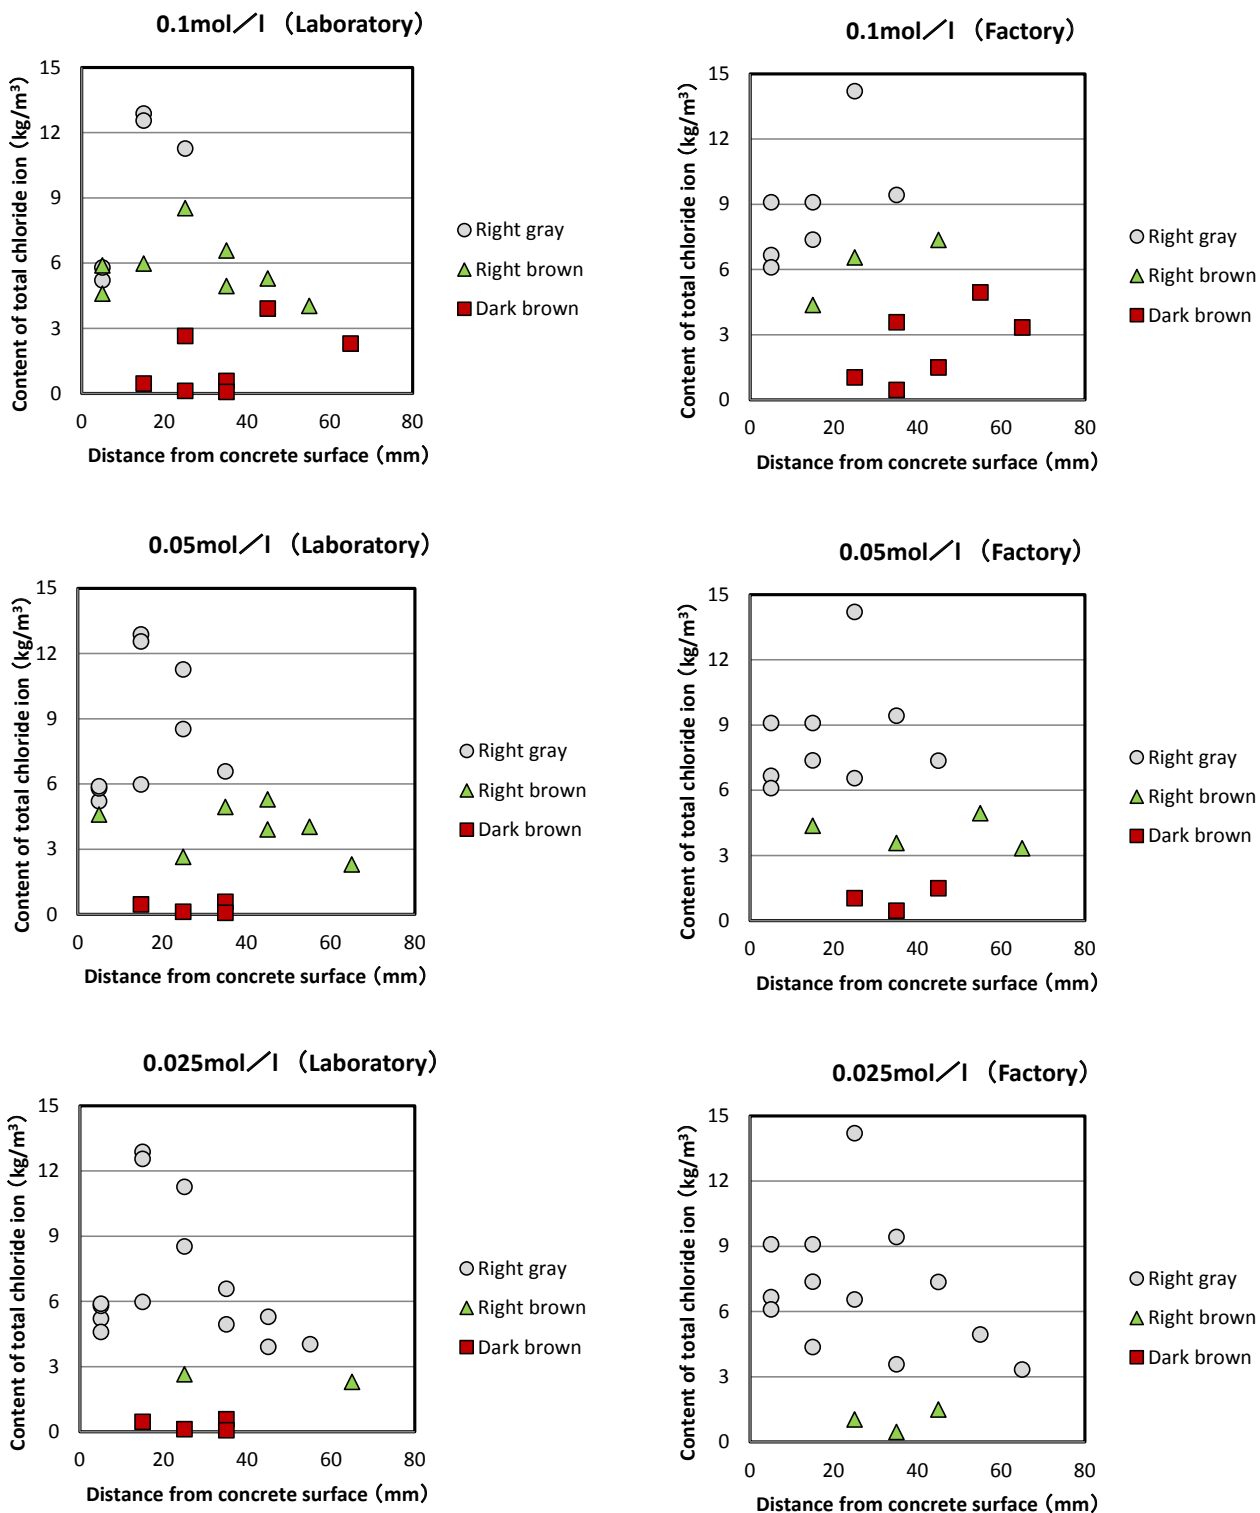 0.1mol／l （Laboratory）
Content of total chloride ion (kg/m³)
15
12
9
6
3
0
0 20 40 60 80
Distance from concrete surface（mm）
Right gray
Right brown
Dark brown
0.1mol／l （Factory）
Content of total chloride ion (kg/m³)
15
12
9
6
3
0
0 20 40 60 80
Distance from concrete surface（mm）
Right gray
Right brown
Dark brown
0.05mol／l （Laboratory）
Content of total chloride ion (kg/m³)
15
12
9
6
3
0
0 20 40 60 80
Distance from concrete surface（mm）
Right gray
Right brown
Dark brown
0.05mol／l （Factory）
Content of total chloride ion (kg/m³)
15
12
9
6
3
0
0 20 40 60 80
Distance from concrete surface（mm）
Right gray
Right brown
Dark brown
0.025mol／l （Laboratory）
Content of total chloride ion (kg/m³)
15
12
9
6
3
0
0 20 40 60 80
Distance from concrete surface（mm）
Right gray
Right brown
Dark brown
0.025mol／l （Factory）
Content of total chloride ion (kg/m³)
15
12
9
6
3
0
0 20 40 60 80
Distance from concrete surface（mm）
Right gray
Right brown
Dark brown